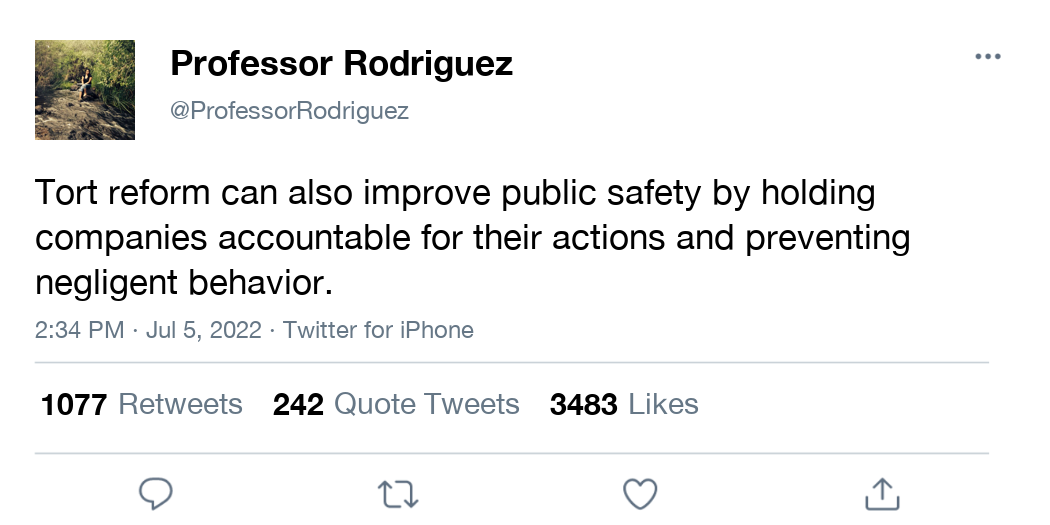 Professor Rodriguez
@ProfessorRodriguez
Tort reform can also improve public safety by holding
companies accountable for their actions and preventing
negligent behavior.
2:34 PM · Jul 5, 2022 · Twitter for iPhone
1077 Retweets 242 Quote Tweets 3483 Likes